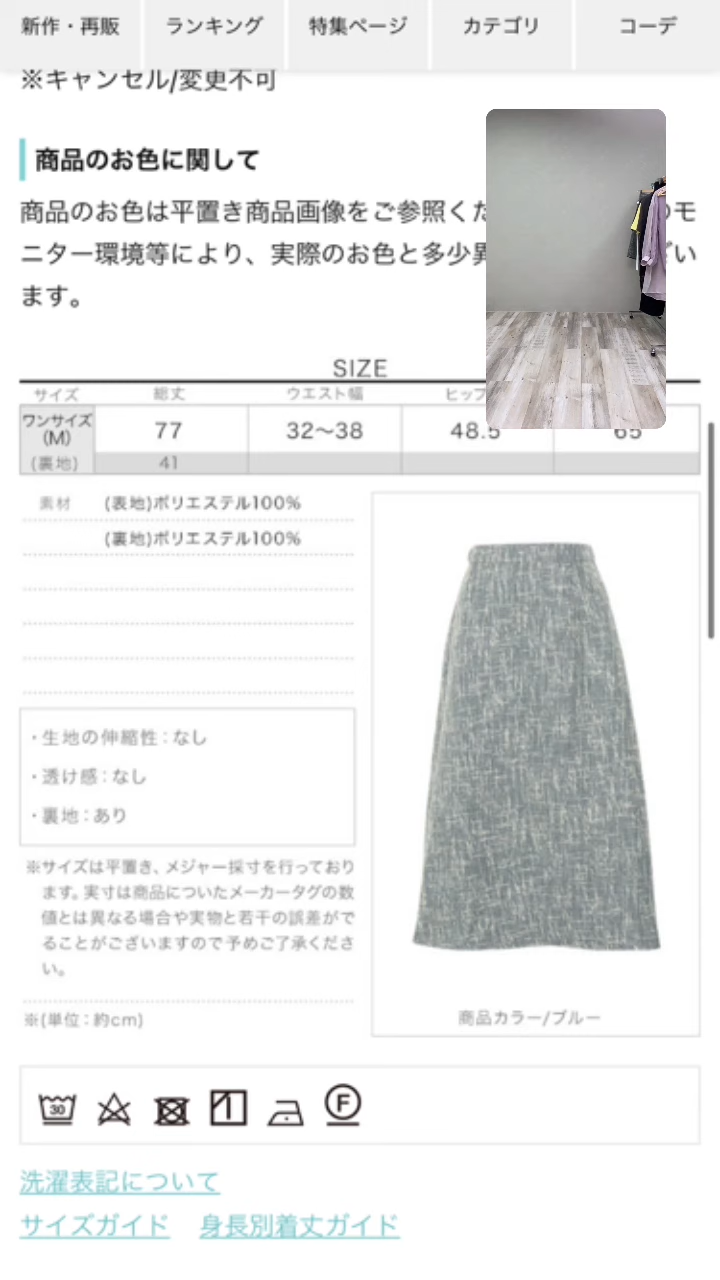 新作・再販 ランキング 特集ページ カテゴリ コーデ
※キャンセル/変更不可
商品のお色に関して
商品のお色は平置き商品画像をご参照くだ のモ
ニター環境等により、実際のお色と多少異 ざい
ます。
SIZE
サイズ 総丈 ウエスト幅 ヒップ
ワンサイズ(M) 77 32〜38 48.5 65
(裏地) 41
素材 (表地)ポリエステル100%
(裏地)ポリエステル100%
・生地の伸縮性：なし
・透け感：なし
・裏地：あり
※サイズは平置き、メジャー採寸を行っており
ます。実寸は商品についたメーカータグの数
値とは異なる場合や実物と若干の誤差がで
ることがございますので予めご了承くださ
い。
※(単位：約cm)
商品カラー/ブルー
30 F
洗濯表記について
サイズガイド 身長別着丈ガイド